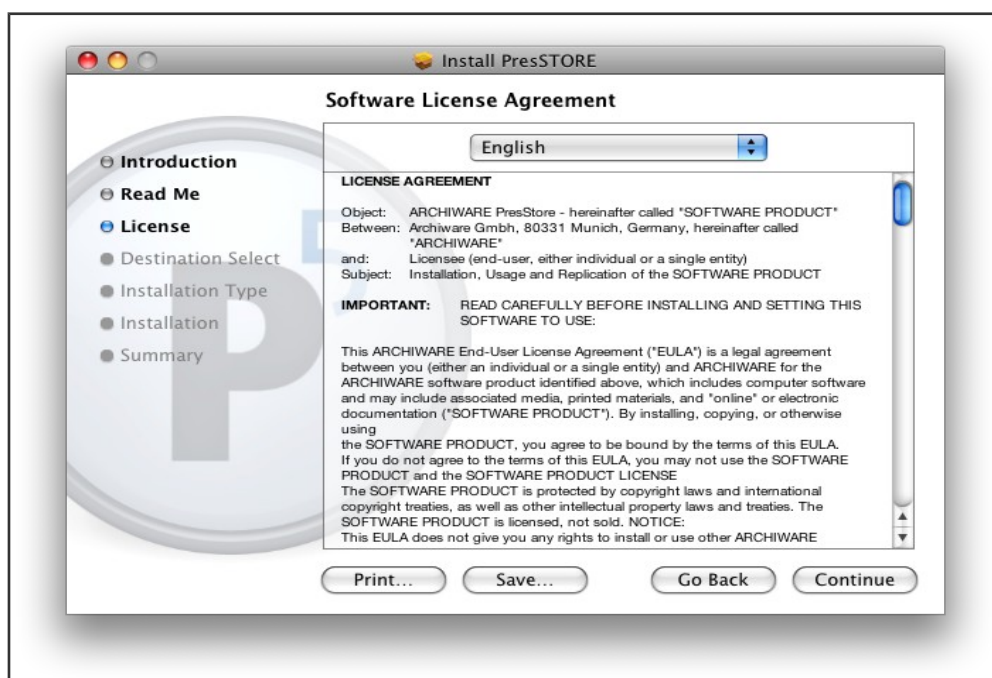 Install PresSTORE
Software License Agreement
Introduction
Read Me
License
Destination Select
Installation Type
Installation
Summary
English
LICENSE AGREEMENT
Object: ARCHIWARE PresStore - hereinafter called "SOFTWARE PRODUCT"
Between: Archiware Gmbh, 80331 Munich, Germany, hereinafter called
"ARCHIWARE"
and: Licensee (end-user, either individual or a single entity)
Subject: Installation, Usage and Replication of the SOFTWARE PRODUCT
IMPORTANT: READ CAREFULLY BEFORE INSTALLING AND SETTING THIS
SOFTWARE TO USE:
This ARCHIWARE End-User License Agreement ("EULA") is a legal agreement
between you (either an individual or a single entity) and ARCHIWARE for the
ARCHIWARE software product identified above, which includes computer software
and may include associated media, printed materials, and "online" or electronic
documentation ("SOFTWARE PRODUCT"). By installing, copying, or otherwise
using
the SOFTWARE PRODUCT, you agree to be bound by the terms of this EULA.
If you do not agree to the terms of this EULA, you may not use the SOFTWARE
PRODUCT and the SOFTWARE PRODUCT LICENSE
The SOFTWARE PRODUCT is protected by copyright laws and international
copyright treaties, as well as other intellectual property laws and treaties. The
SOFTWARE PRODUCT is licensed, not sold. NOTICE:
This EULA does not give you any rights to install or use other ARCHIWARE
Print...
Save...
Go Back
Continue
P5